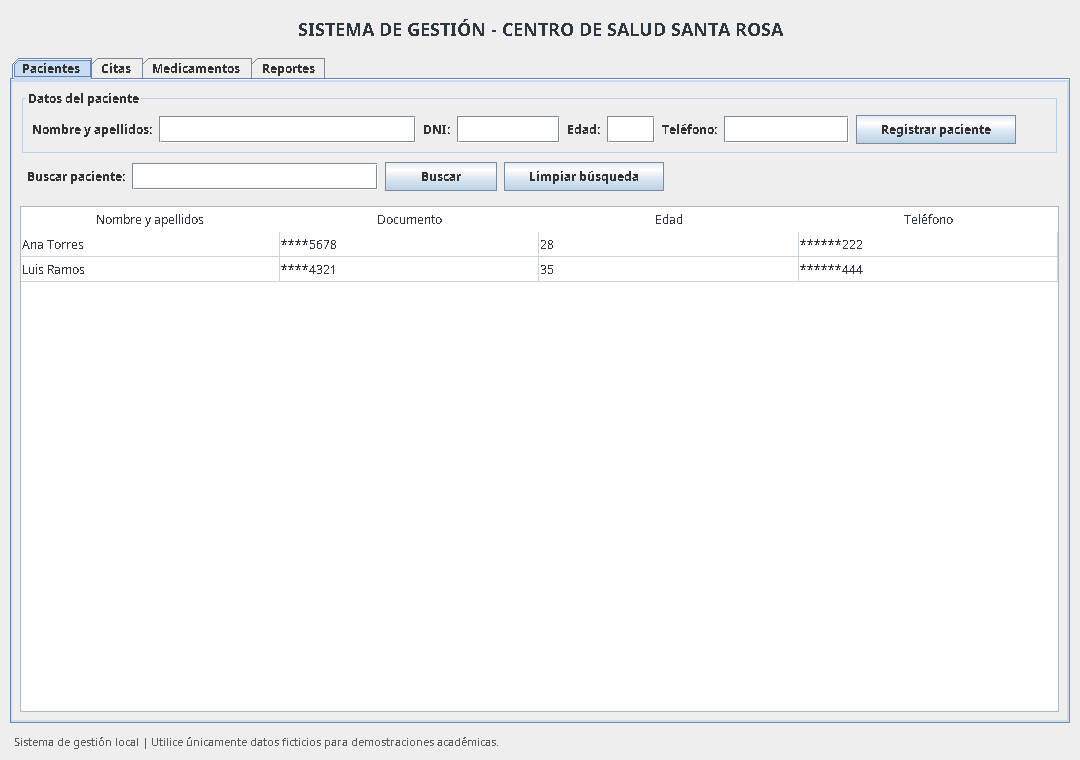 SISTEMA DE GESTIÓN - CENTRO DE SALUD SANTA ROSA
Pacientes Citas Medicamentos Reportes
Datos del paciente
Nombre y apellidos: DNI: Edad: Teléfono: Registrar paciente
Buscar paciente: Buscar Limpiar búsqueda
Nombre y apellidos Documento Edad Teléfono
Ana Torres ****5678 28 ******222
Luis Ramos ****4321 35 ******444
Sistema de gestión local | Utilice únicamente datos ficticios para demostraciones académicas.